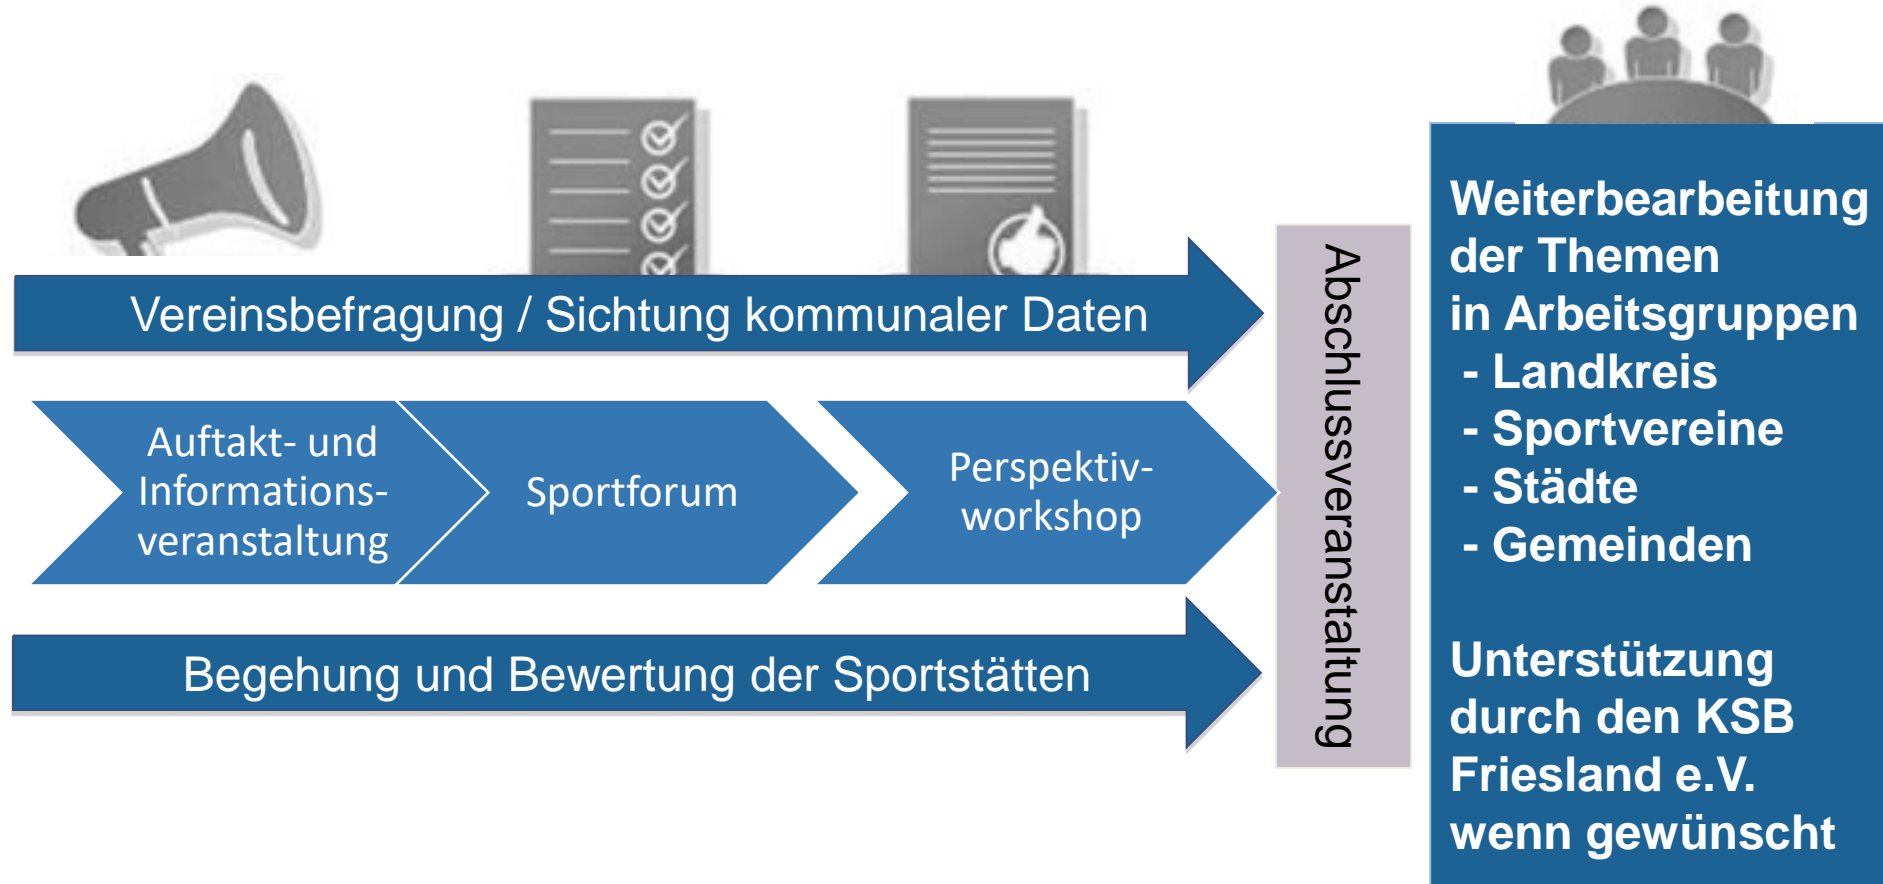 Vereinsbefragung / Sichtung kommunaler Daten
Auftakt- und
Informations-
veranstaltung
Sportforum
Perspektiv-
workshop
Begehung und Bewertung der Sportstätten
Abschlussveranstaltung
Weiterbearbeitung
der Themen
in Arbeitsgruppen
- Landkreis
- Sportvereine
- Städte
- Gemeinden
Unterstützung
durch den KSB
Friesland e.V.
wenn gewünscht